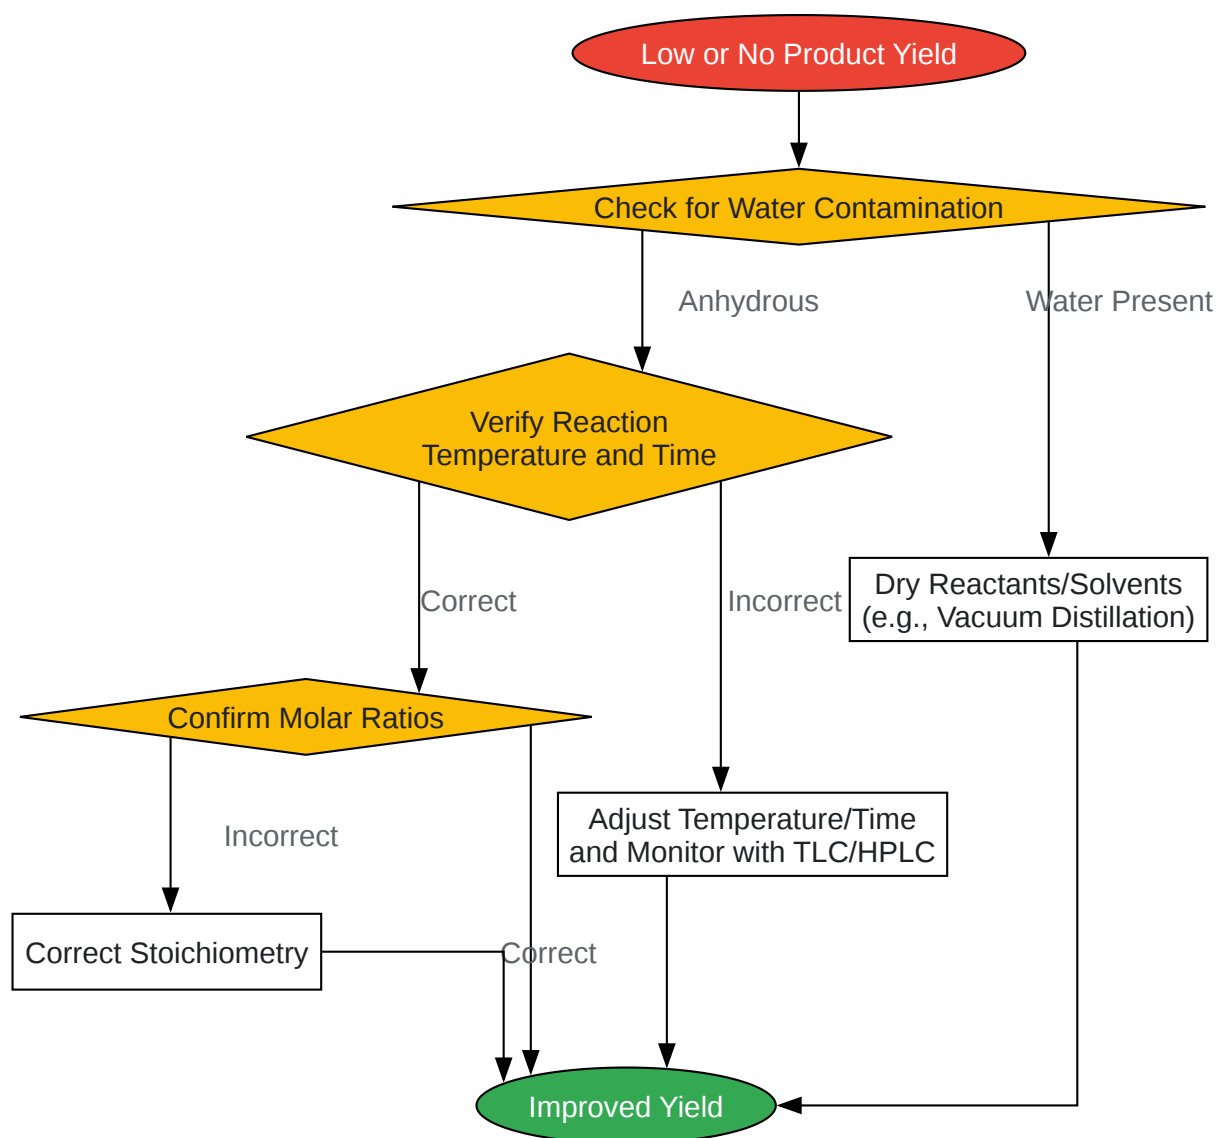 Low or No Product Yield
Check for Water Contamination
Anhydrous
Water Present
Verify Reaction
Temperature and Time
Correct
Incorrect
Dry Reactants/Solvents
(e.g., Vacuum Distillation)
Confirm Molar Ratios
Incorrect
Adjust Temperature/Time
and Monitor with TLC/HPLC
Correct Stoichiometry
Correct
Improved Yield